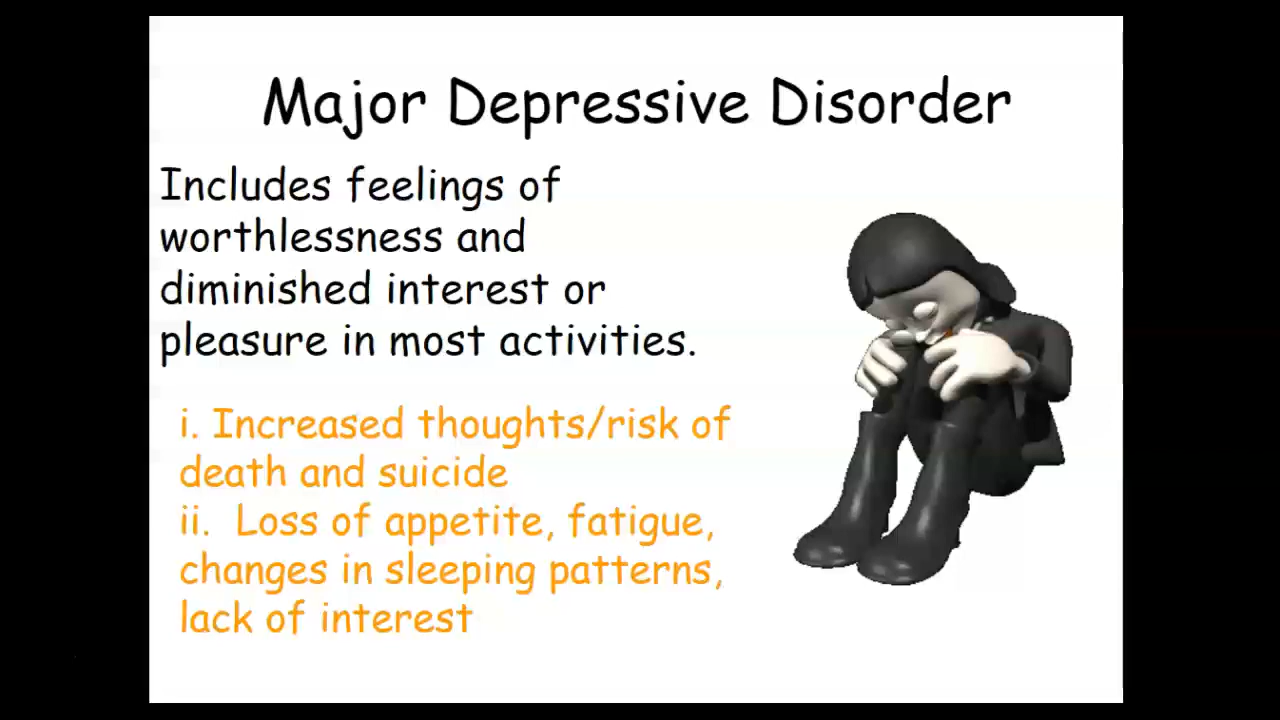 Major Depressive Disorder
Includes feelings of
worthlessness and
diminished interest or
pleasure in most activities.
i. Increased thoughts/risk of
death and suicide
ii.  Loss of appetite, fatigue,
changes in sleeping patterns,
lack of interest